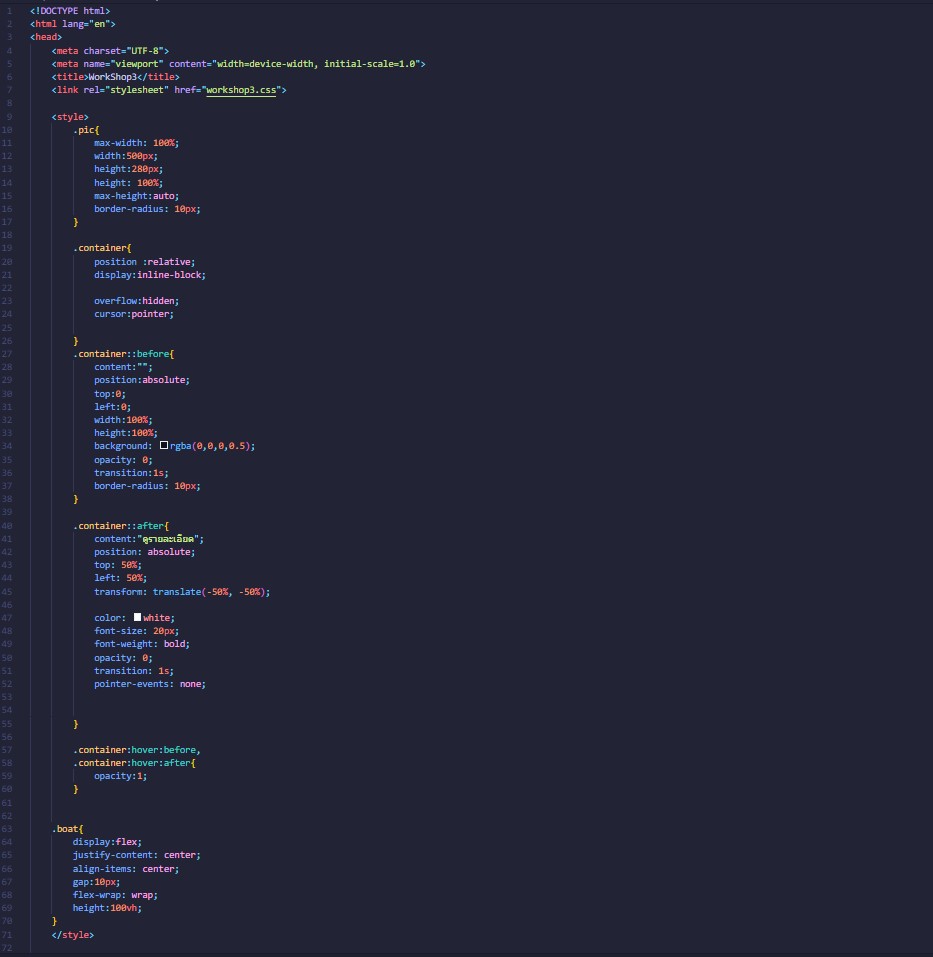 1 <!DOCTYPE html>
2 <html lang="en">
3 <head>
4 <meta charset="UTF-8">
5 <meta name="viewport" content="width=device-width, initial-scale=1.0">
6 <title>WorkShop3</title>
7 <link rel="stylesheet" href="workshop3.css">
8
9 <style>
10 .pic{
11 max-width: 100%;
12 width:500px;
13 height:280px;
14 height: 100%;
15 max-height:auto;
16 border-radius: 10px;
17 }
18
19 .container{
20 position :relative;
21 display:inline-block;
22
23 overflow:hidden;
24 cursor:pointer;
25
26 }
27 .container::before{
28 content:"";
29 position:absolute;
30 top:0;
31 left:0;
32 width:100%;
33 height:100%;
34 background: rgba(0,0,0,0.5);
35 opacity: 0;
36 transition:1s;
37 border-radius: 10px;
38 }
39
40 .container::after{
41 content:"ดูรายละเอียด";
42 position: absolute;
43 top: 50%;
44 left: 50%;
45 transform: translate(-50%, -50%);
46
47 color: white;
48 font-size: 20px;
49 font-weight: bold;
50 opacity: 0;
51 transition: 1s;
52 pointer-events: none;
53
54
55 }
56
57 .container:hover:before,
58 .container:hover:after{
59 opacity:1;
60 }
61
62
63 .boat{
64 display:flex;
65 justify-content: center;
66 align-items: center;
67 gap:10px;
68 flex-wrap: wrap;
69 height:100vh;
70 }
71 </style>
72